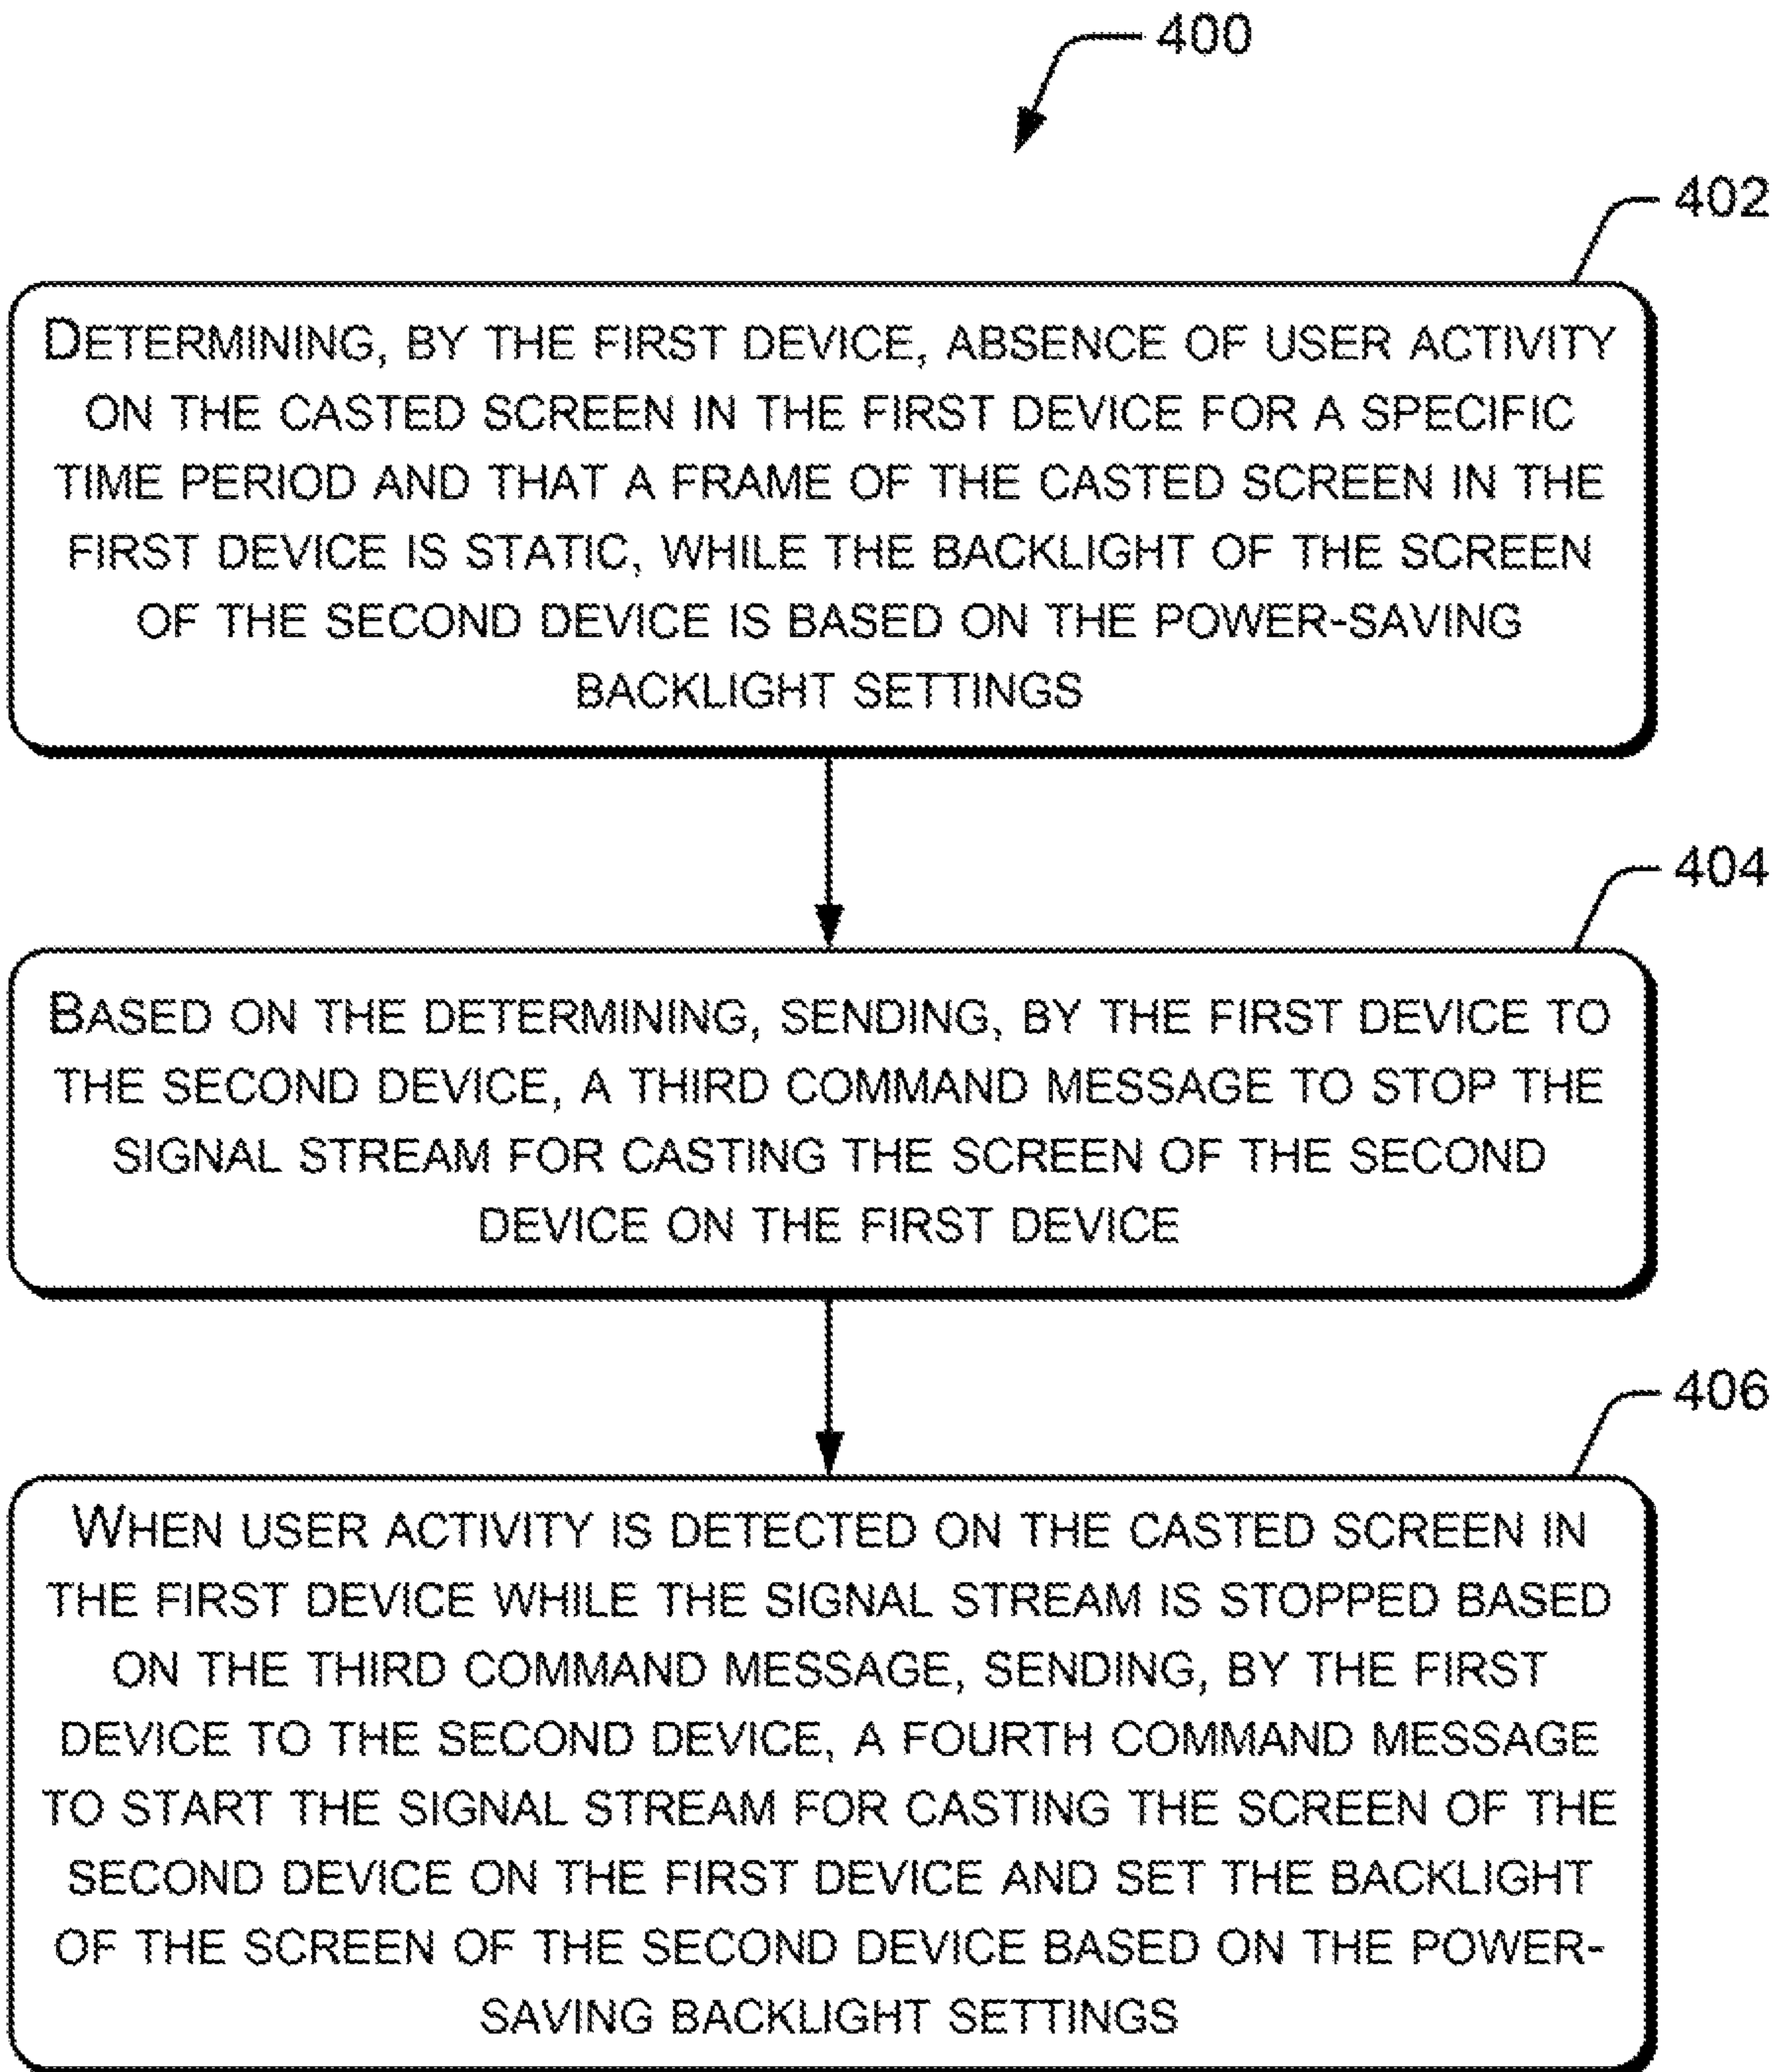 400
402
DETERMINING, BY THE FIRST DEVICE, ABSENCE OF USER ACTIVITY
ON THE CASTED SCREEN IN THE FIRST DEVICE FOR A SPECIFIC
TIME PERIOD AND THAT A FRAME OF THE CASTED SCREEN IN THE
FIRST DEVICE IS STATIC, WHILE THE BACKLIGHT OF THE SCREEN
OF THE SECOND DEVICE IS BASED ON THE POWER-SAVING
BACKLIGHT SETTINGS
404
BASED ON THE DETERMINING, SENDING, BY THE FIRST DEVICE TO
THE SECOND DEVICE, A THIRD COMMAND MESSAGE TO STOP THE
SIGNAL STREAM FOR CASTING THE SCREEN OF THE SECOND
DEVICE ON THE FIRST DEVICE
406
WHEN USER ACTIVITY IS DETECTED ON THE CASTED SCREEN IN
THE FIRST DEVICE WHILE THE SIGNAL STREAM IS STOPPED BASED
ON THE THIRD COMMAND MESSAGE, SENDING, BY THE FIRST
DEVICE TO THE SECOND DEVICE, A FOURTH COMMAND MESSAGE
TO START THE SIGNAL STREAM FOR CASTING THE SCREEN OF THE
SECOND DEVICE ON THE FIRST DEVICE AND SET THE BACKLIGHT
OF THE SCREEN OF THE SECOND DEVICE BASED ON THE POWER-
SAVING BACKLIGHT SETTINGS